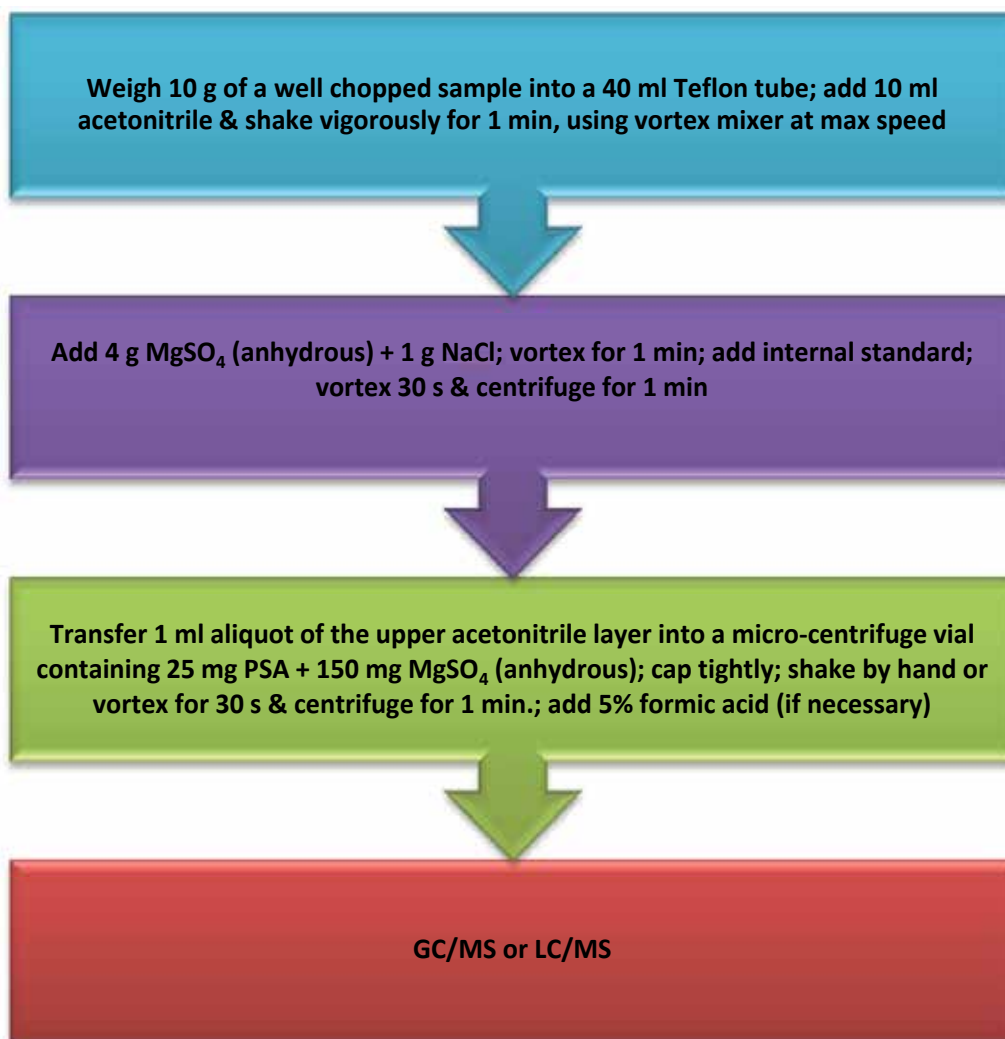 Weigh 10 g of a well chopped sample into a 40 ml Teflon tube; add 10 ml
acetonitrile & shake vigorously for 1 min, using vortex mixer at max speed
Add 4 g MgSO₄ (anhydrous) + 1 g NaCl; vortex for 1 min; add internal standard;
vortex 30 s & centrifuge for 1 min
Transfer 1 ml aliquot of the upper acetonitrile layer into a micro-centrifuge vial
containing 25 mg PSA + 150 mg MgSO₄ (anhydrous); cap tightly; shake by hand or
vortex for 30 s & centrifuge for 1 min.; add 5% formic acid (if necessary)
GC/MS or LC/MS